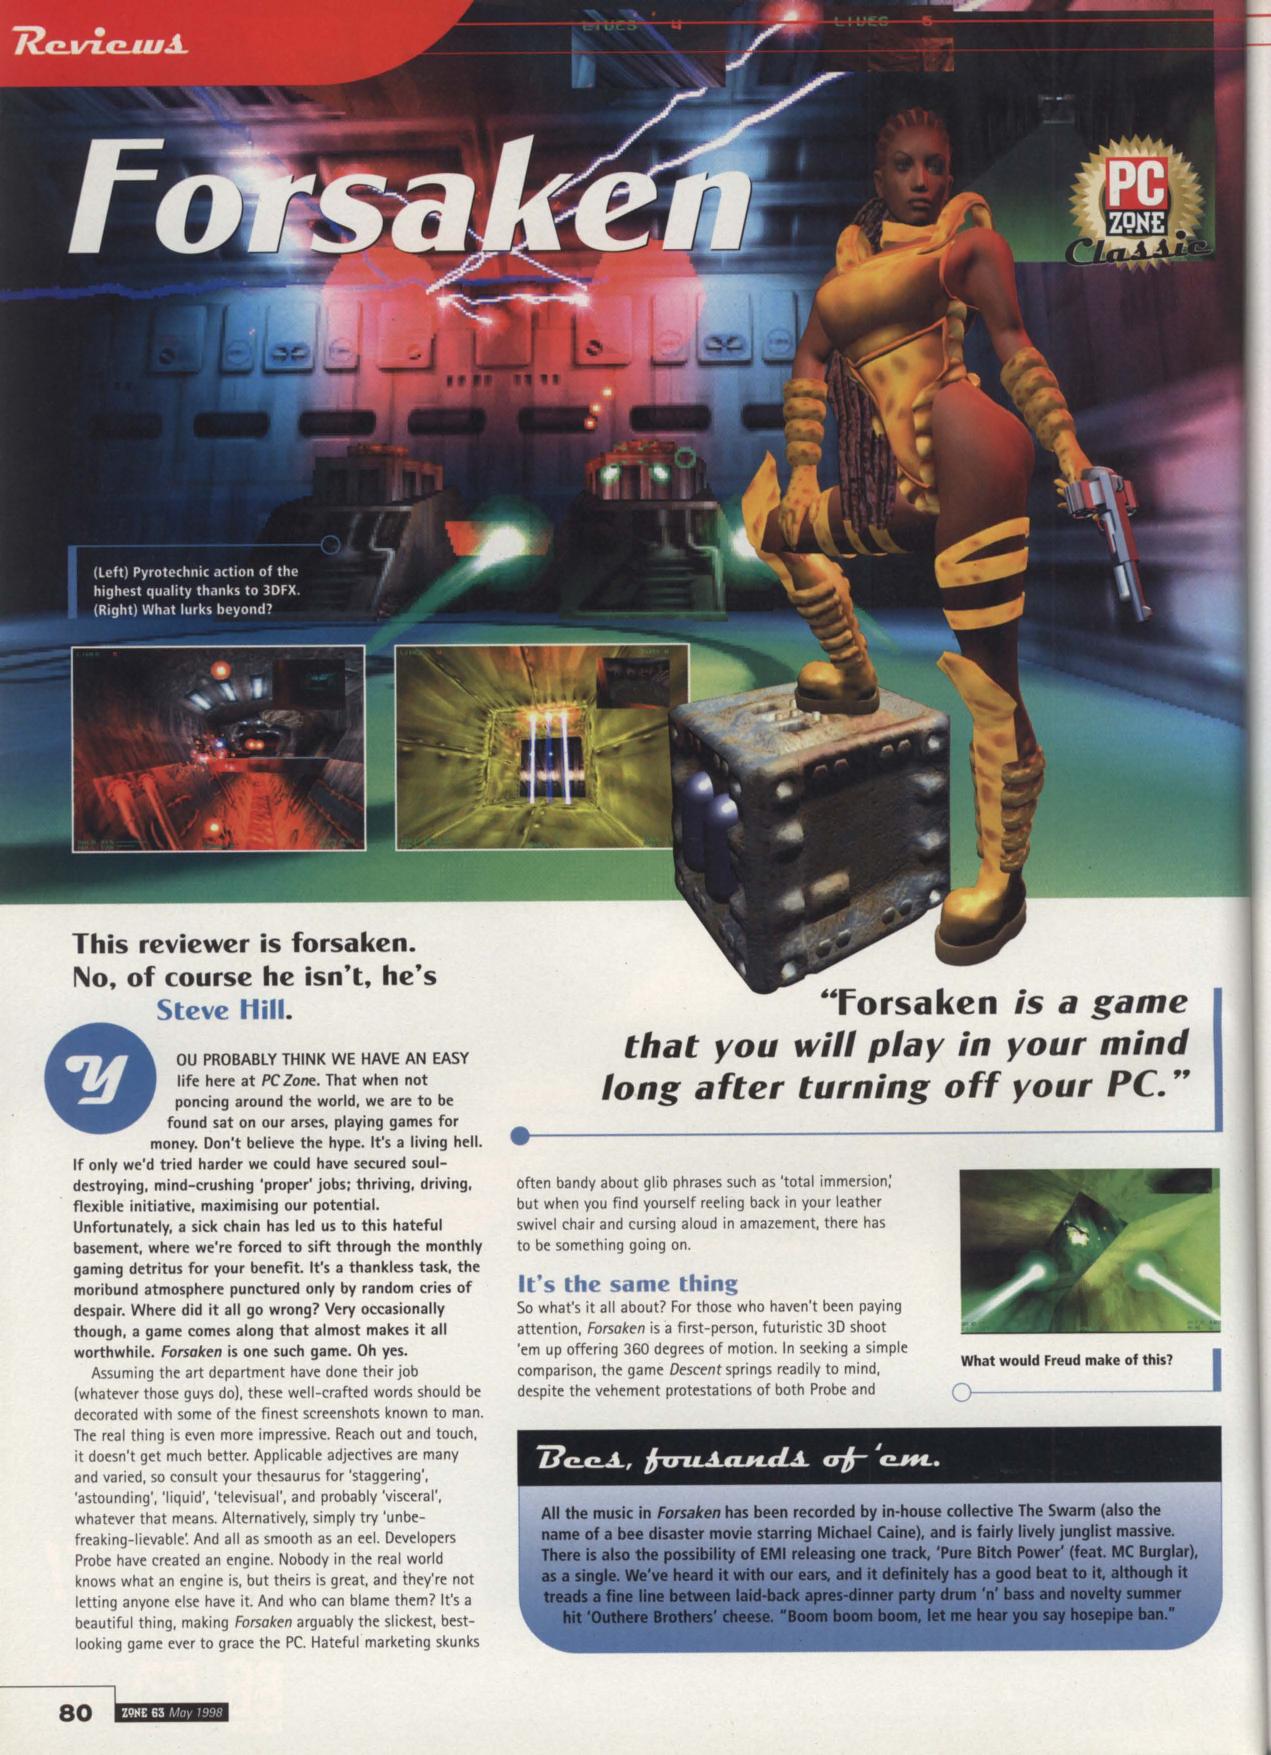 Reviews
LIVES 4
LIVES 5
Forsaken
PC
ZONE
Classic
(Left) Pyrotechnic action of the
highest quality thanks to 3DFX.
(Right) What lurks beyond?
This reviewer is forsaken.
No, of course he isn't, he's
Steve Hill.
YOU PROBABLY THINK WE HAVE AN EASY
life here at PC Zone. That when not
poncing around the world, we are to be
found sat on our arses, playing games for
money. Don't believe the hype. It's a living hell.
If only we'd tried harder we could have secured soul-
destroying, mind-crushing 'proper' jobs; thriving, driving,
flexible initiative, maximising our potential.
Unfortunately, a sick chain has led us to this hateful
basement, where we're forced to sift through the monthly
gaming detritus for your benefit. It's a thankless task, the
moribund atmosphere punctured only by random cries of
despair. Where did it all go wrong? Very occasionally
though, a game comes along that almost makes it all
worthwhile. Forsaken is one such game. Oh yes.
Assuming the art department have done their job
(whatever those guys do), these well-crafted words should be
decorated with some of the finest screenshots known to man.
The real thing is even more impressive. Reach out and touch,
it doesn't get much better. Applicable adjectives are many
and varied, so consult your thesaurus for 'staggering',
'astounding', 'liquid', 'televisual', and probably 'visceral',
whatever that means. Alternatively, simply try 'unbe-
freaking-lievable'. And all as smooth as an eel. Developers
Probe have created an engine. Nobody in the real world
knows what an engine is, but theirs is great, and they're not
letting anyone else have it. And who can blame them? It's a
beautiful thing, making Forsaken arguably the slickest, best-
looking game ever to grace the PC. Hateful marketing skunks
"Forsaken is a game
that you will play in your mind
long after turning off your PC."
often bandy about glib phrases such as 'total immersion',
but when you find yourself reeling back in your leather
swivel chair and cursing aloud in amazement, there has
to be something going on.
It's the same thing
So what's it all about? For those who haven't been paying
attention, Forsaken is a first-person, futuristic 3D shoot
'em up offering 360 degrees of motion. In seeking a simple
comparison, the game Descent springs readily to mind,
despite the vehement protestations of both Probe and
What would Freud make of this?
Bees, fousands of 'em.
All the music in Forsaken has been recorded by in-house collective The Swarm (also the
name of a bee disaster movie starring Michael Caine), and is fairly lively junglist massive.
There is also the possibility of EMI releasing one track, 'Pure Bitch Power' (feat. MC Burglar),
as a single. We've heard it with our ears, and it definitely has a good beat to it, although it
treads a fine line between laid-back apres-dinner party drum 'n' bass and novelty summer
hit 'Outhere Brothers' cheese. "Boom boom boom, let me hear you say hosepipe ban."
80
ZONE 63 May 1998